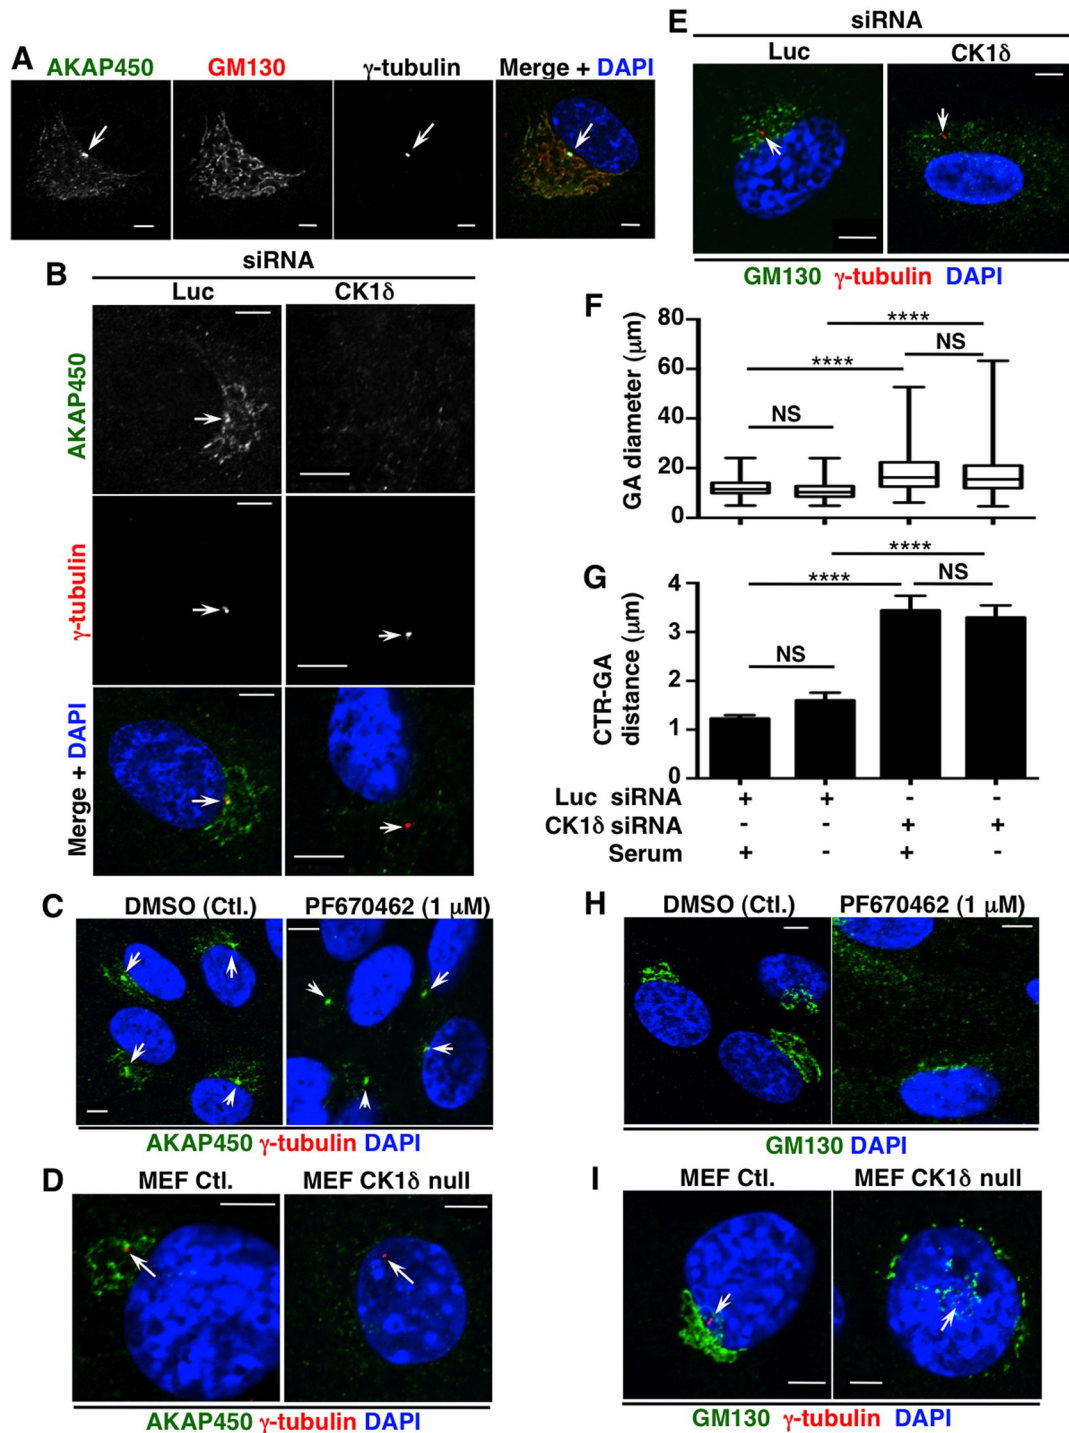 A
AKAP450 GM130 γ-tubulin Merge + DAPI
B
siRNA
Luc CK1δ
AKAP450
γ-tubulin
Merge + DAPI
C
DMSO (Ctl.) PF670462 (1 μM)
AKAP450 γ-tubulin DAPI
D
MEF Ctl. MEF CK1δ null
AKAP450 γ-tubulin DAPI
E
siRNA
Luc CK1δ
GM130 γ-tubulin DAPI
F
GA diameter (μm)
80
60
40
20
0
NS
****
NS
****
G
CTR-GA
distance (μm)
4
3
2
1
0
NS
****
NS
****
Luc siRNA + + - -
CK1δ siRNA - - + +
Serum + - + -
H
DMSO (Ctl.) PF670462 (1 μM)
GM130 DAPI
I
MEF Ctl. MEF CK1δ null
GM130 γ-tubulin DAPI